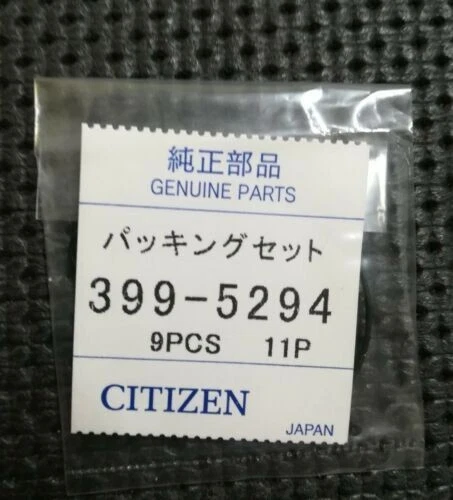 純正部品
GENUINE PARTS
パッキングセット
399-5294
9PCS 11P
CITIZEN
JAPAN